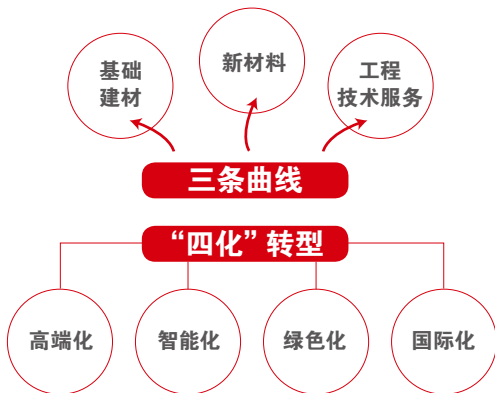 基础
建材
新材料
工程
技术服务
三条曲线
“四化”转型
高端化
智能化
绿色化
国际化